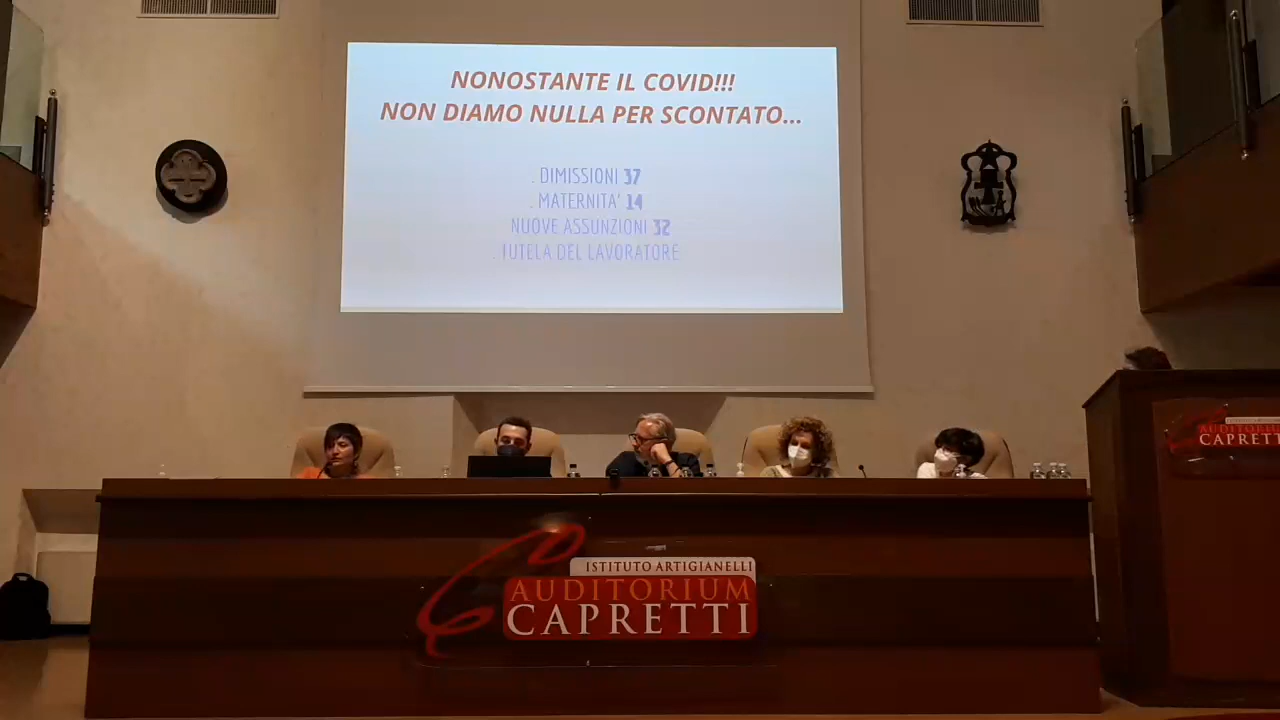 NONOSTANTE IL COVID!!!
NON DIAMO NULLA PER SCONTATO...
. DIMISSIONI 37
. MATERNITA' 14
NUOVE ASSUNZIONI 32
. TUTELA DEL LAVORATORE
ISTITUTO ARTIGIANELLI
AUDITORIUM
CAPRETTI
AUDITORIUM
CAPRETTI